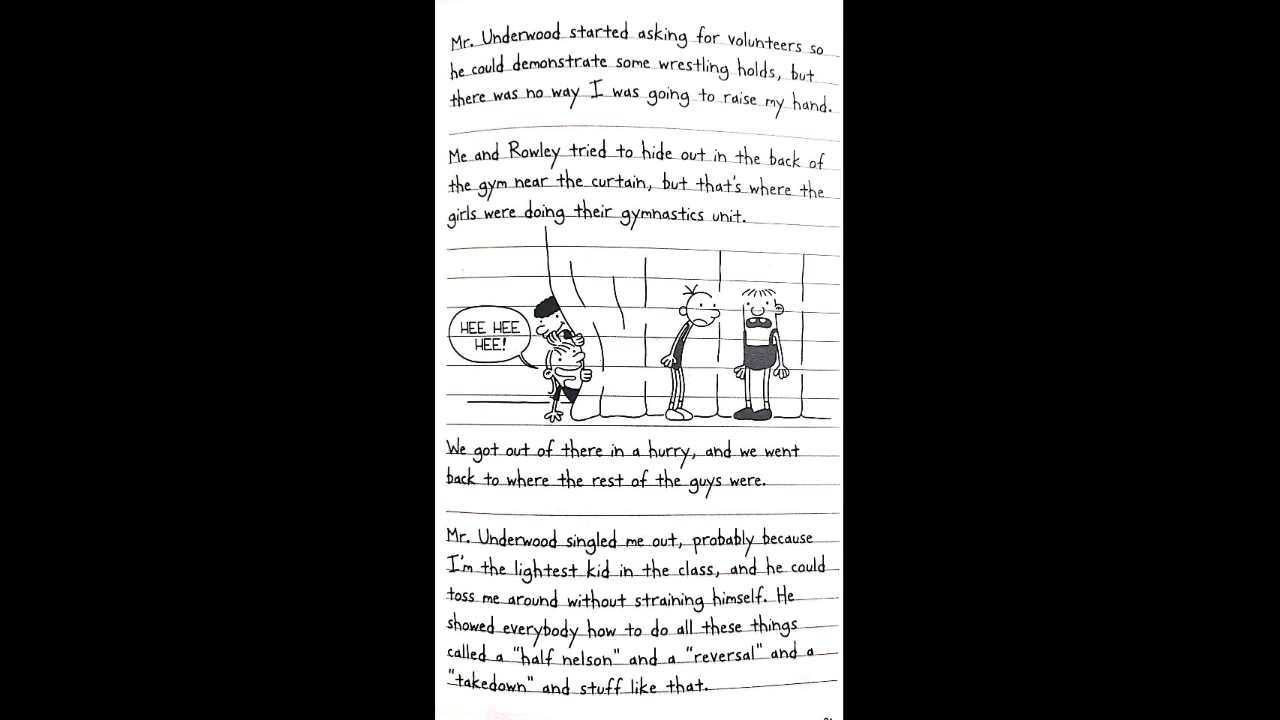 Mr. Underwood started asking for volunteers so
he could demonstrate some wrestling holds, but
there was no way I was going to raise my hand.
Me and Rowley tried to hide out in the back of
the gym near the curtain, but that's where the
girls were doing their gymnastics unit.
HEE HEE
HEE!
We got out of there in a hurry, and we went
back to where the rest of the guys were.
Mr. Underwood singled me out, probably because
I'm the lightest kid in the class, and he could
toss me around without straining himself. He
showed everybody how to do all these things
called a "half nelson" and a "reversal" and a
"takedown" and stuff like that.